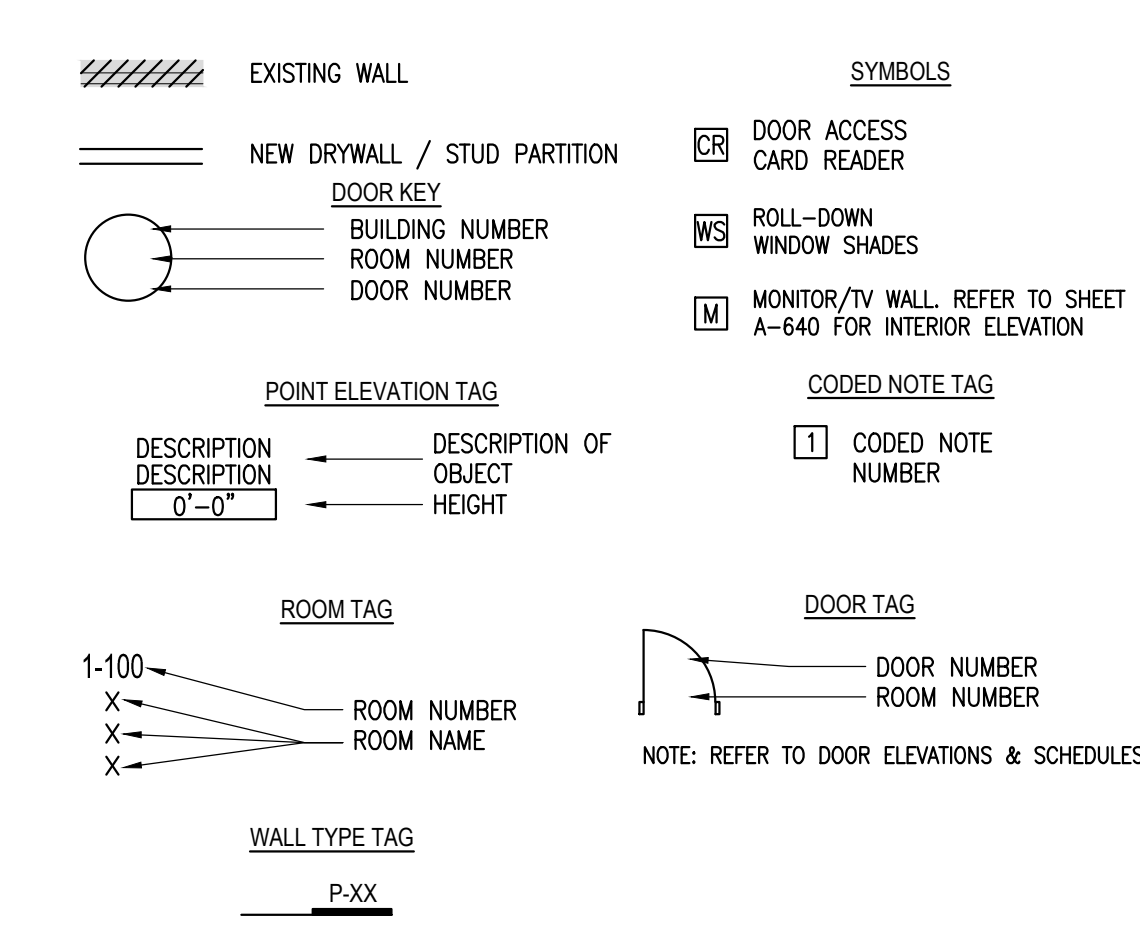 EXISTING WALL
NEW DRYWALL / STUD PARTITION
DOOR KEY
BUILDING NUMBER
ROOM NUMBER
DOOR NUMBER
SYMBOLS
CR
DOOR ACCESS
CARD READER
WS
ROLL-DOWN
WINDOW SHADES
M
MONITOR/TV WALL. REFER TO SHEET
A-640 FOR INTERIOR ELEVATION
POINT ELEVATION TAG
DESCRIPTION
DESCRIPTION
0'-0"
DESCRIPTION OF
OBJECT
HEIGHT
CODED NOTE TAG
1
CODED NOTE
NUMBER
ROOM TAG
1-100
X
X
X
ROOM NUMBER
ROOM NAME
DOOR TAG
DOOR NUMBER
ROOM NUMBER
NOTE: REFER TO DOOR ELEVATIONS & SCHEDULES
WALL TYPE TAG
P-XX